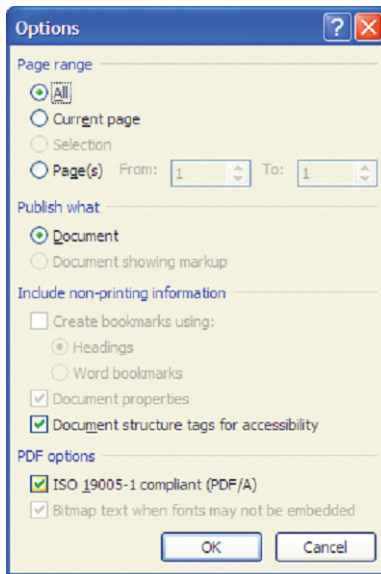 Options
Page range
All
Current page
Selection
Page(s) From: 1 To: 1
Publish what
Document
Document showing markup
Include non-printing information
Create bookmarks using:
Headings
Word bookmarks
Document properties
Document structure tags for accessibility
PDF options
ISO 19005-1 compliant (PDF/A)
Bitmap text when fonts may not be embedded
OK Cancel